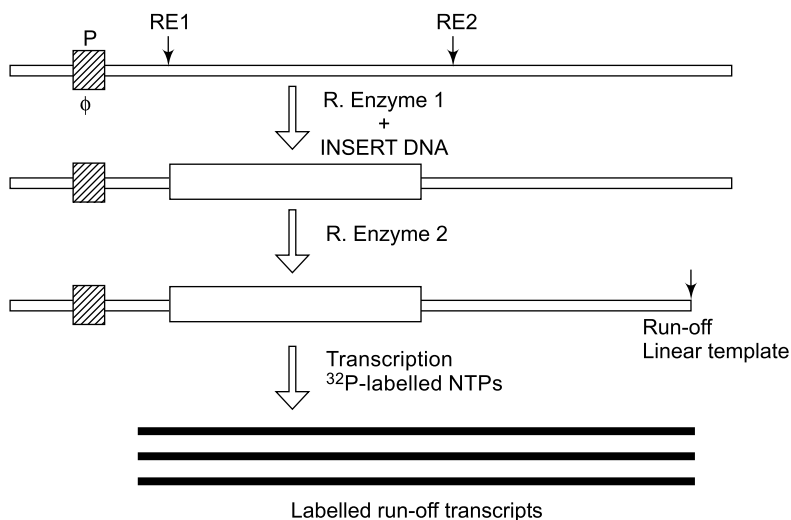 RE1 RE2
P
ϕ
R. Enzyme 1
+
INSERT DNA
R. Enzyme 2
Run-off
Linear template
Transcription
³²P-labelled NTPs
Labelled run-off transcripts